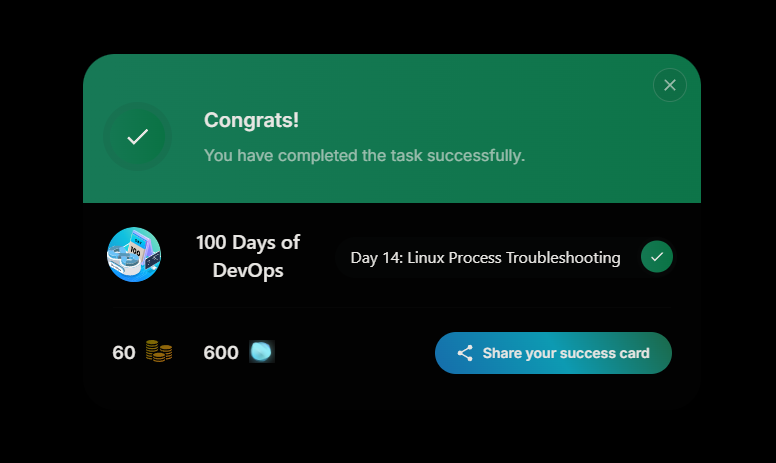 Congrats!
You have completed the task successfully.
100
100 Days of
DevOps
Day 14: Linux Process Troubleshooting
60
600
Share your success card